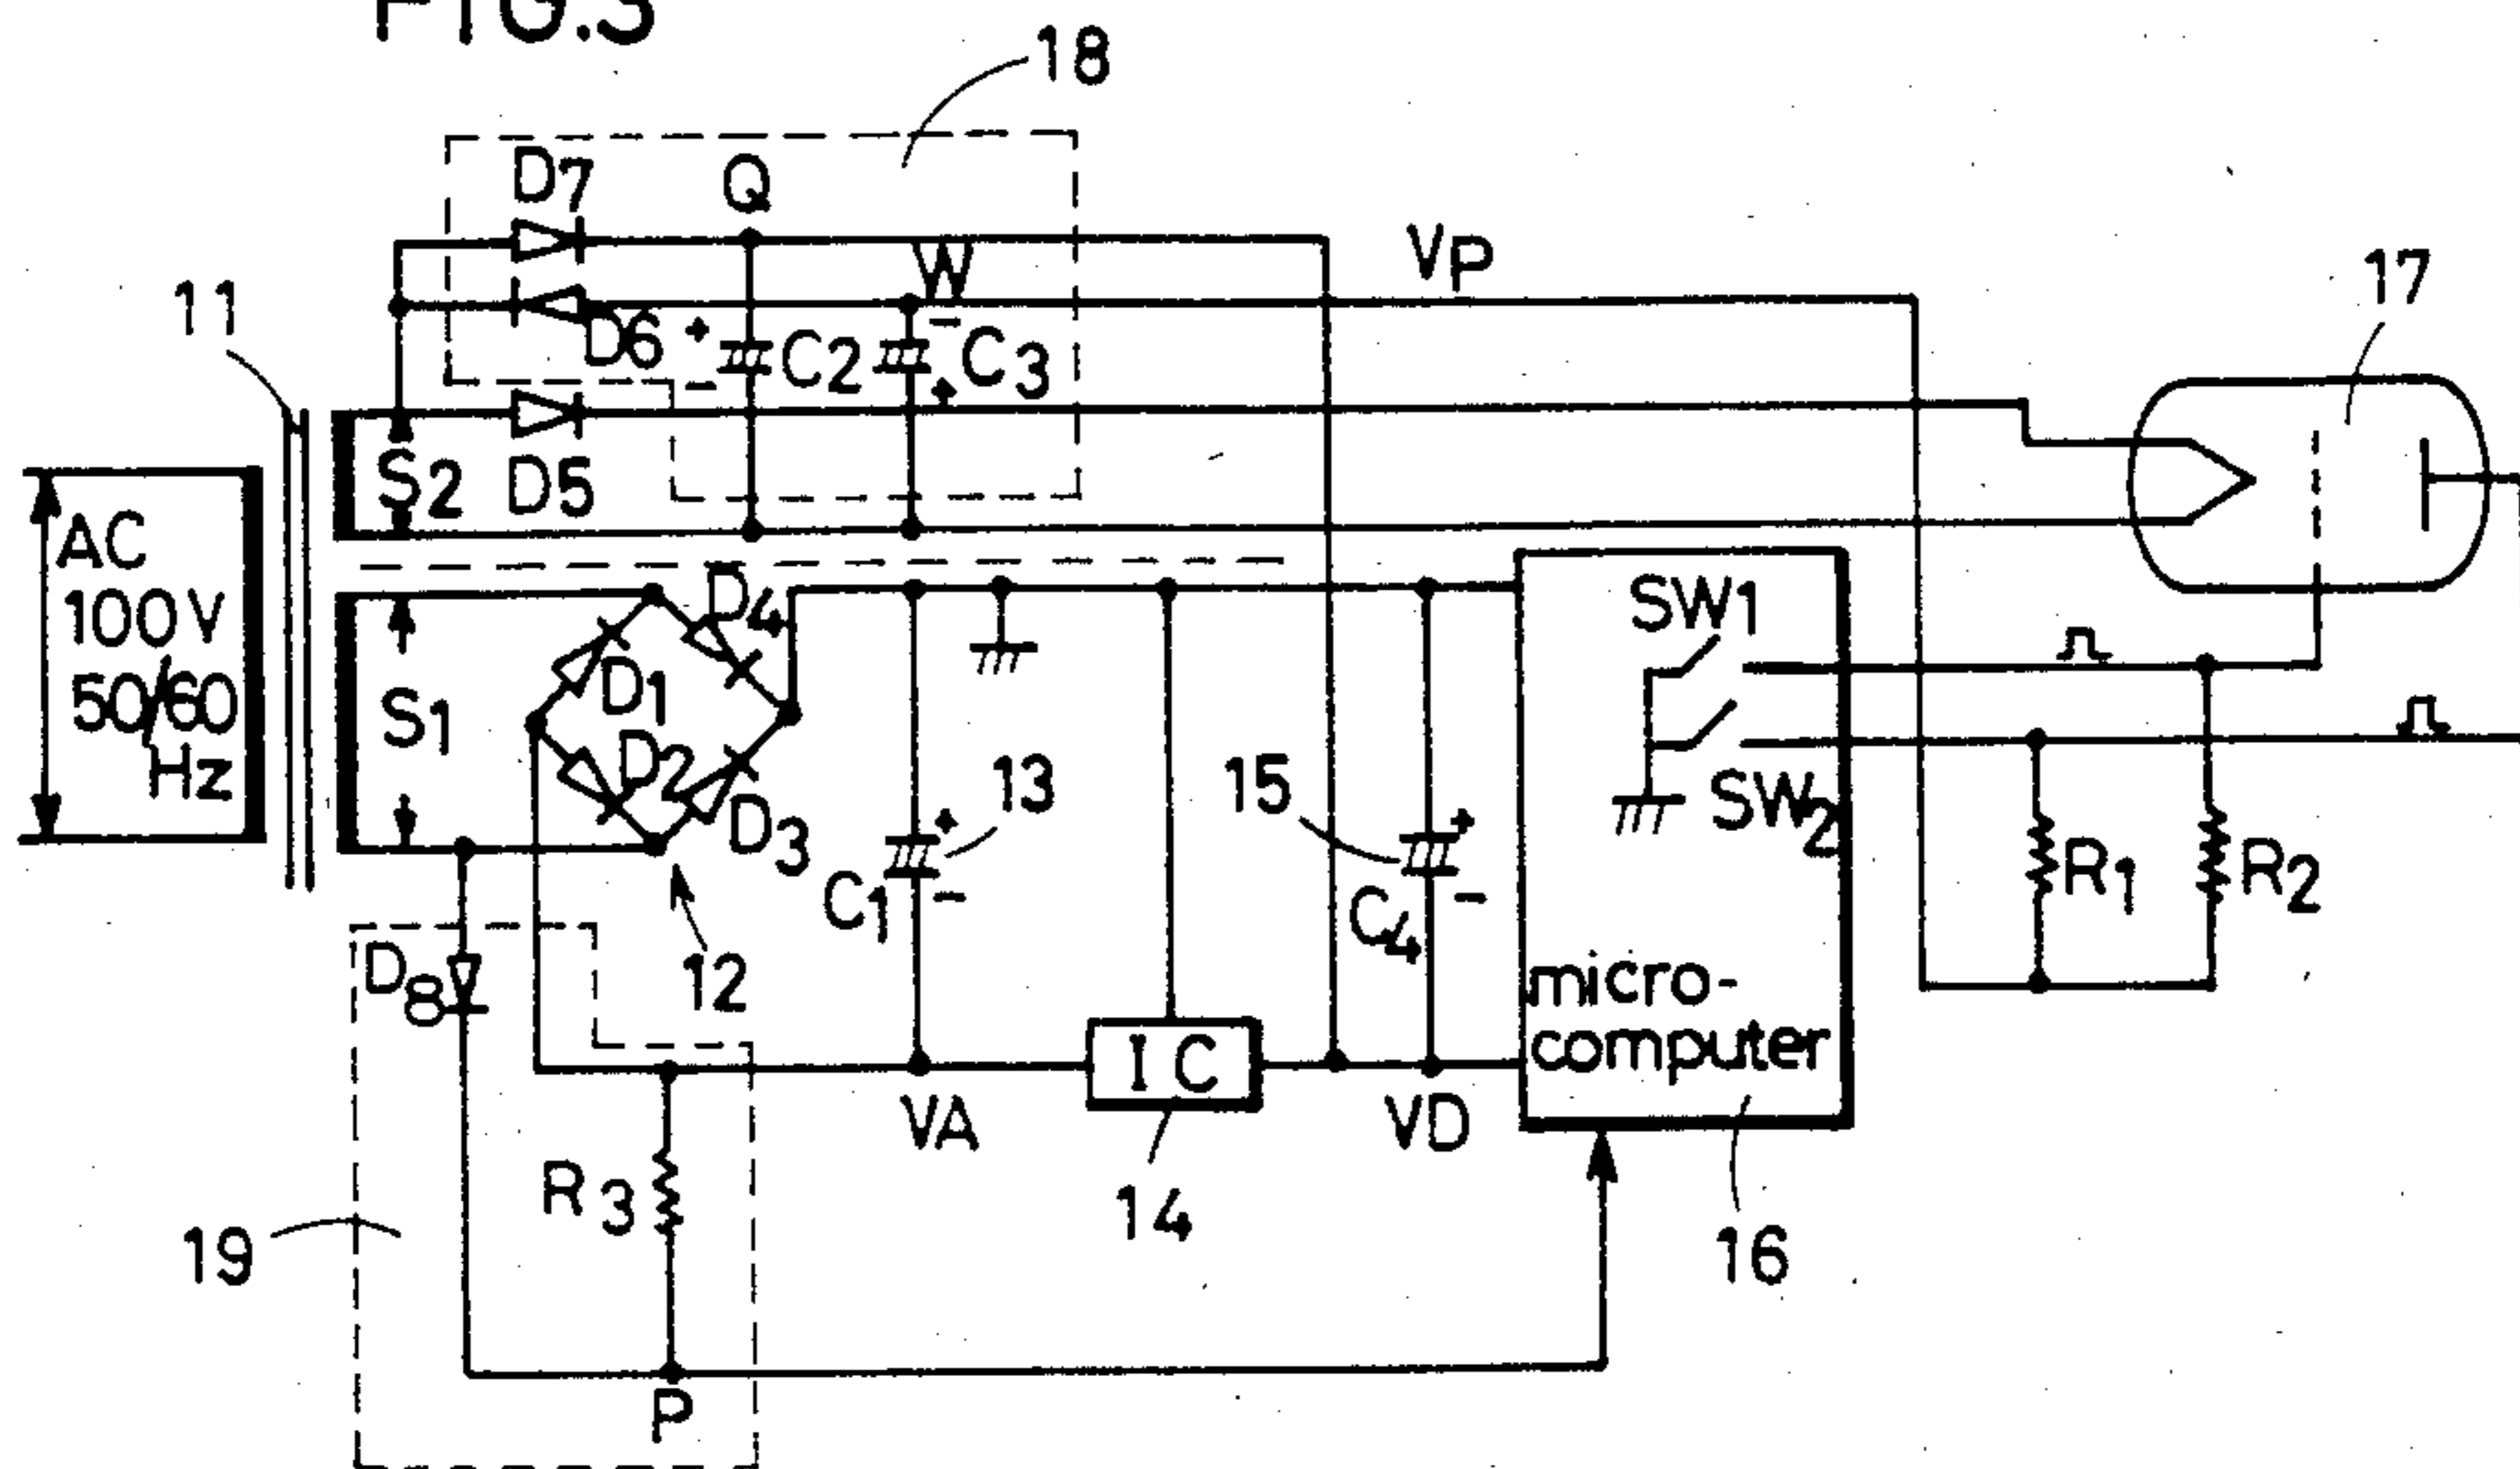 FIG.3
18
D7
Q
W
VP
17
11
D6
+
-
C2
-
C3
+
S2
D5
AC
100V
50/60
Hz
D4
SW1
S1
D1
D2
D3
13
15
SW2
+
-
C1
+
-
C4
R1
R2
D8
12
micro-
computer
IC
VA
VD
R3
14
16
19
P